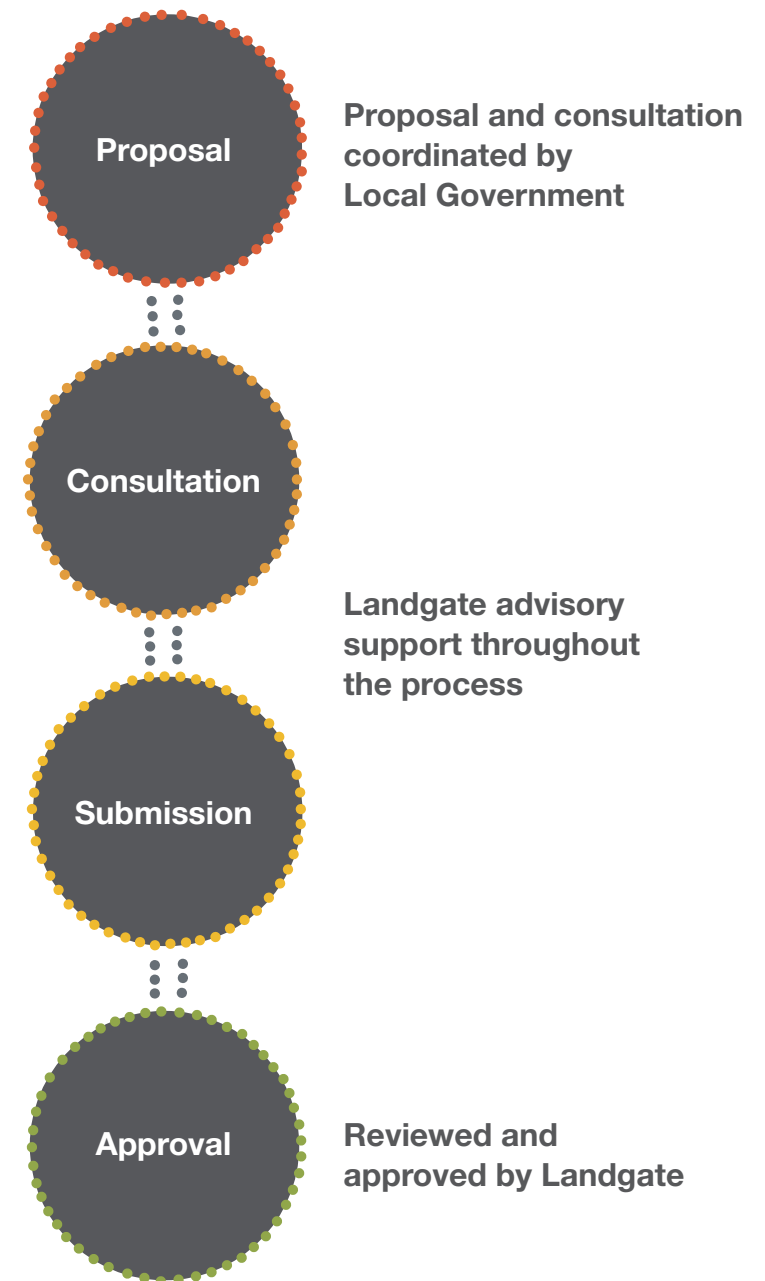 Proposal
Proposal and consultation
coordinated by
Local Government
Consultation
Landgate advisory
support throughout
the process
Submission
Approval
Reviewed and
approved by Landgate